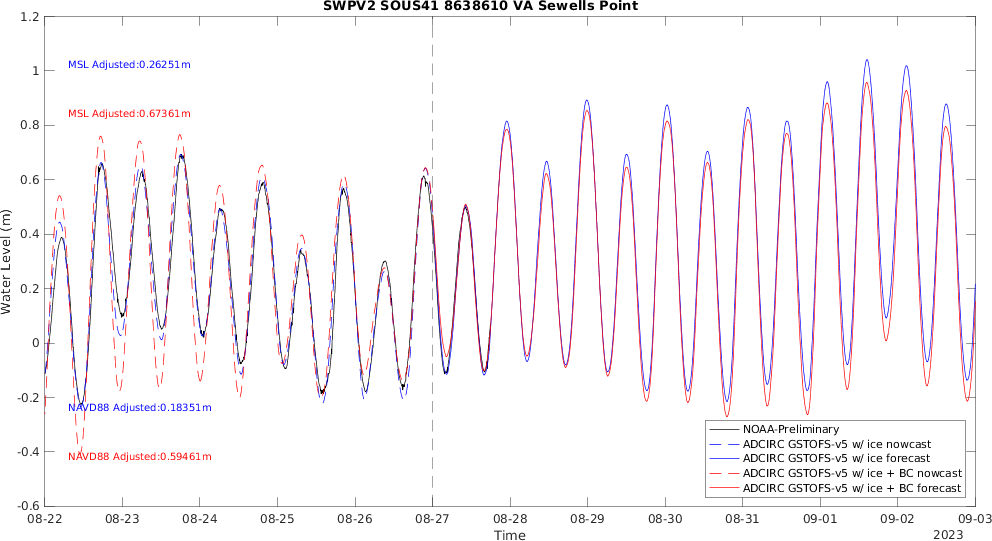 SWPV2 SOUS41 8638610 VA Sewells Point
1.2
1
0.8
0.6
0.4
0.2
0
-0.2
-0.4
-0.6
Water Level (m)
MSL Adjusted:0.26251m
MSL Adjusted:0.67361m
NAVD88 Adjusted:0.18351m
NAVD88 Adjusted:0.59461m
NOAA-Preliminary
ADCIRC GSTOFS-v5 w/ ice nowcast
ADCIRC GSTOFS-v5 w/ ice forecast
ADCIRC GSTOFS-v5 w/ ice + BC nowcast
ADCIRC GSTOFS-v5 w/ ice + BC forecast
08-22 08-23 08-24 08-25 08-26 08-27 08-28 08-29 08-30 08-31 09-01 09-02 09-03
Time
2023